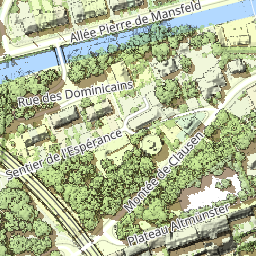 Allée Pierre de Mansfeld
Rue des Dominicains
Sentier de l'Espérance
Montée de Clausen
Plateau Altmunster